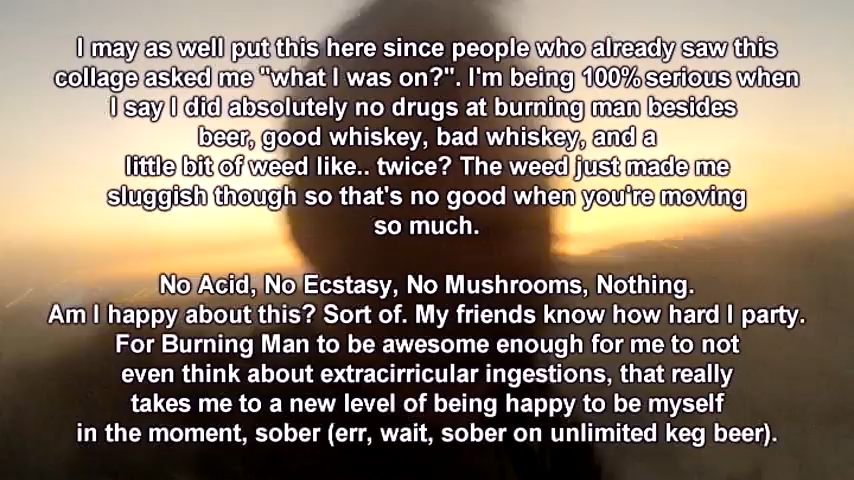 I may as well put this here since people who already saw this
collage asked me "what I was on?". I'm being 100% serious when
I say I did absolutely no drugs at burning man besides
beer, good whiskey, bad whiskey, and a
little bit of weed like.. twice? The weed just made me
sluggish though so that's no good when you're moving
so much.
No Acid, No Ecstasy, No Mushrooms, Nothing.
Am I happy about this? Sort of. My friends know how hard I party.
For Burning Man to be awesome enough for me to not
even think about extracirricular ingestions, that really
takes me to a new level of being happy to be myself
in the moment, sober (err, wait, sober on unlimited keg beer).